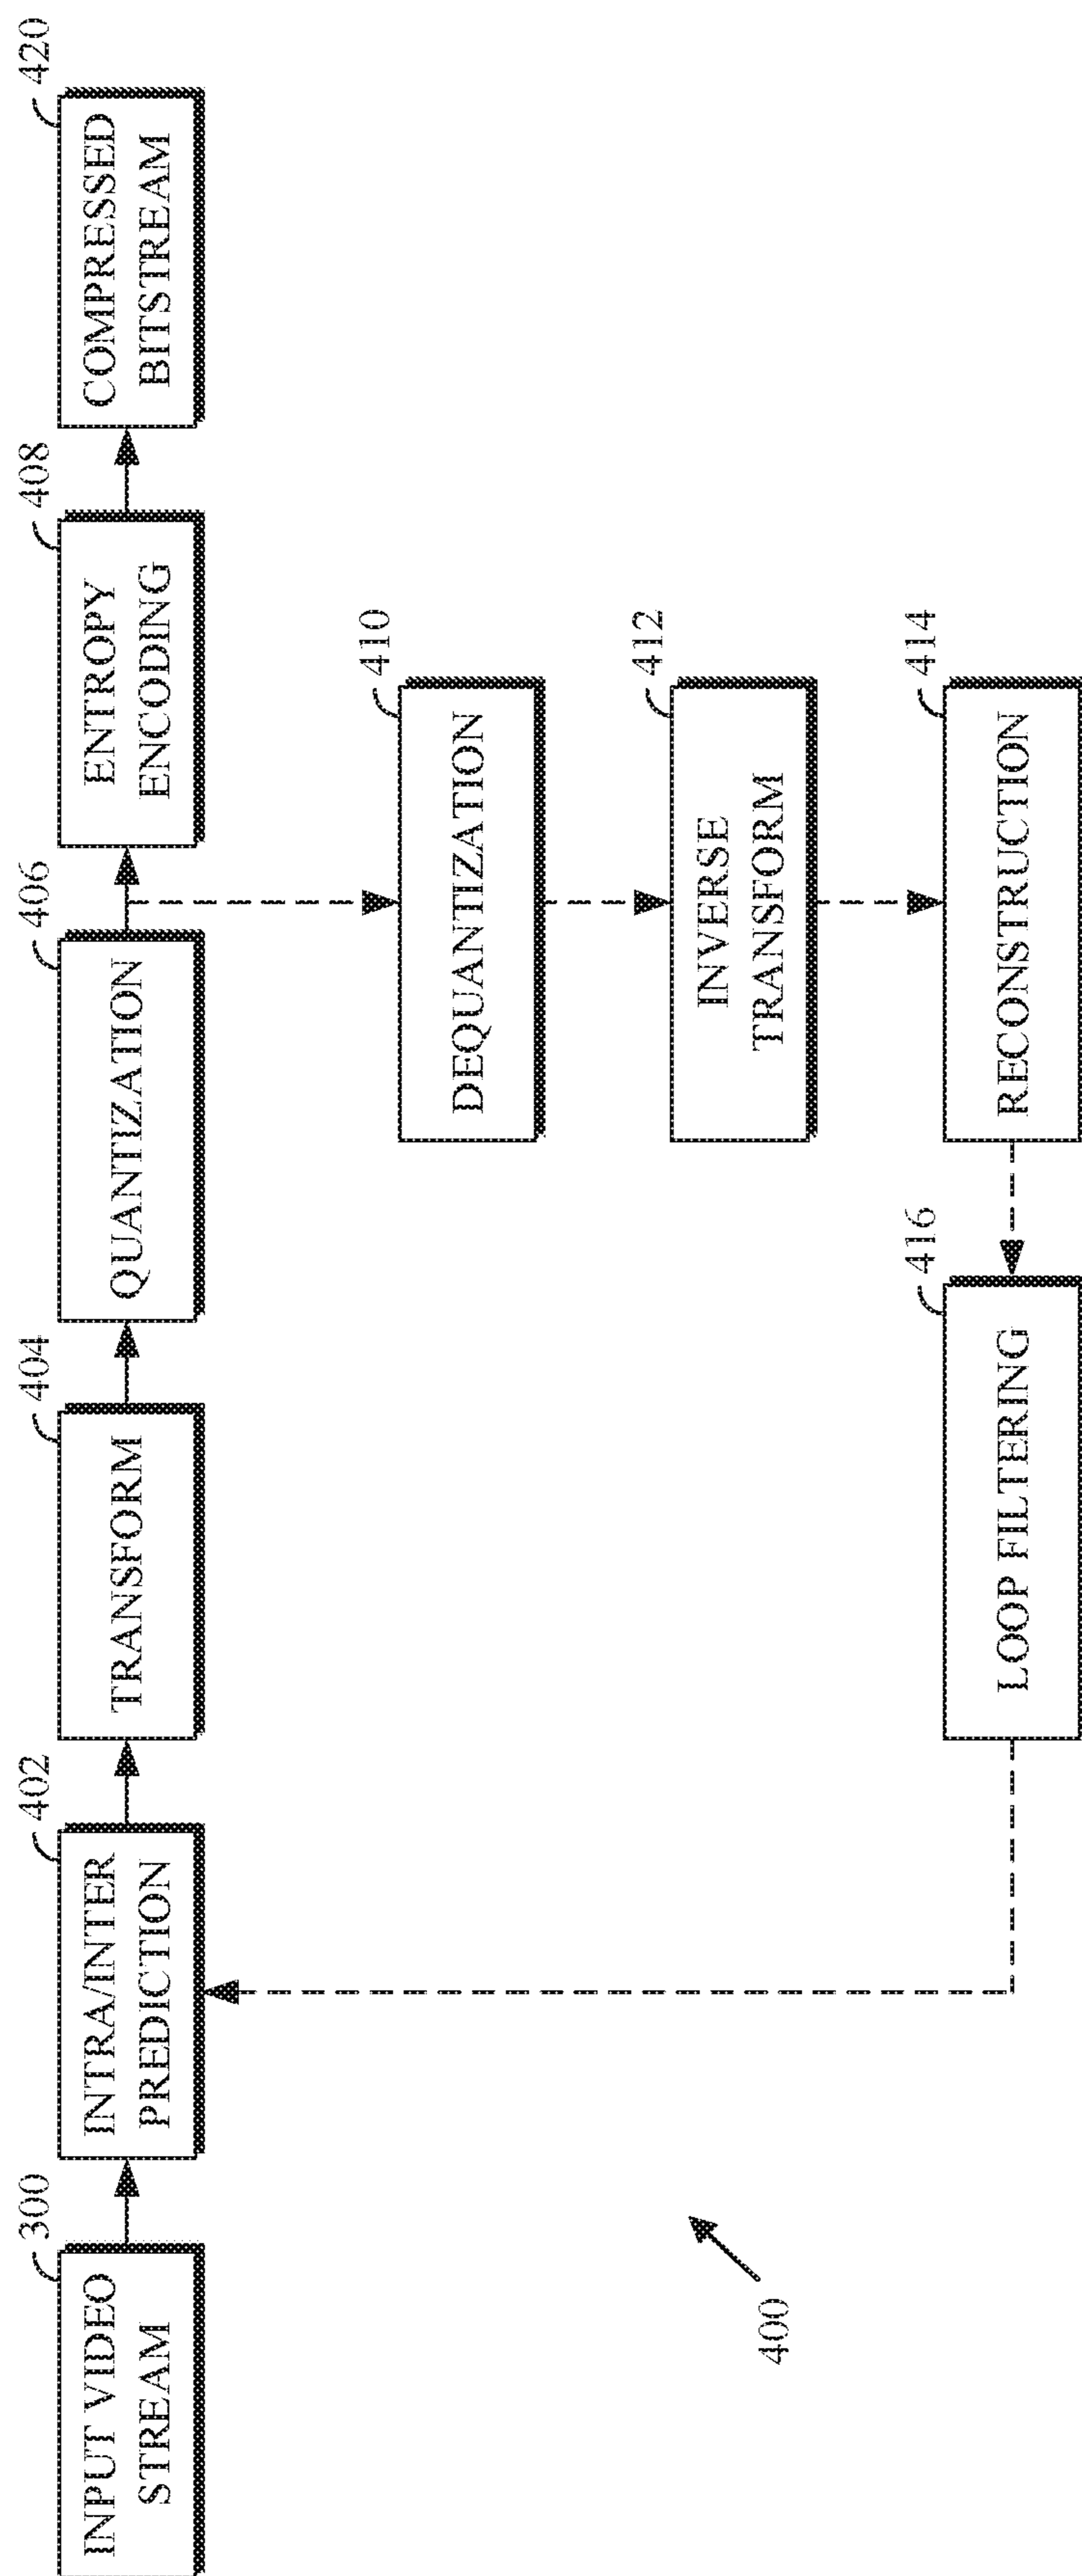 300
INPUT VIDEO
STREAM
402
INTRA/INTER
PREDICTION
404
TRANSFORM
406
QUANTIZATION
408
ENTROPY
ENCODING
420
COMPRESSED
BITSTREAM
410
DEQUANTIZATION
412
INVERSE
TRANSFORM
414
RECONSTRUCTION
416
LOOP FILTERING
400